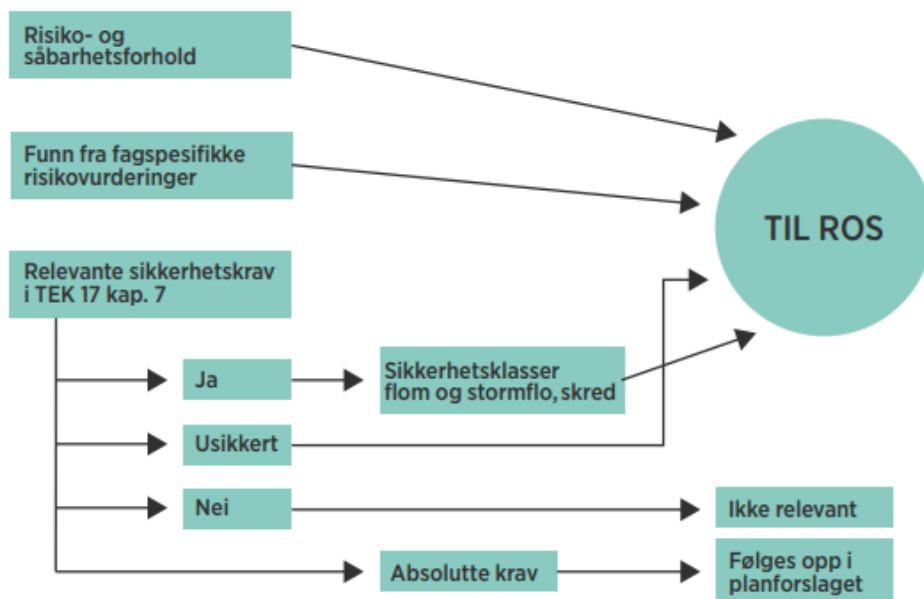 Risiko- og
såbarhetsforhold
Funn fra fagspesifikke
risikovurderinger
TIL ROS
Relevante sikkerhetskrav
i TEK 17 kap. 7
Ja
Sikkerhetsklasser
flom og stormflo, skred
Usikkert
Nei
Ikke relevant
Absolutte krav
Følges opp i
planforslaget